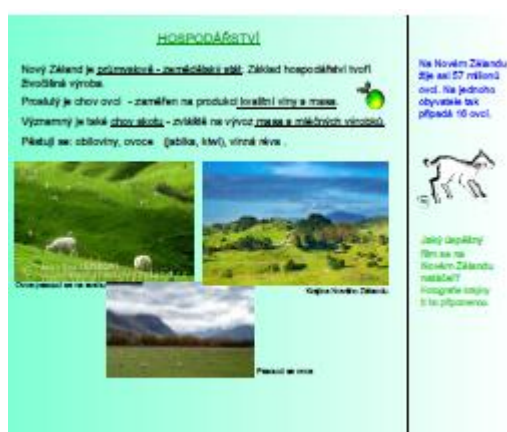 HOSPODÁŘSTVÍ
Nový Zéland je průmyslově - zemědělský stát. Základ hospodářství tvoří
živočišná výroba.
Proslulý je chov ovcí - zaměřen na produkci kvalitní vlny a masa.
Významný je také chov skotu - zvláště na vývoz masa a mléčných výrobků.
Pěstují se: obiloviny, ovoce (jablka, kiwi), vinná réva .
Krajina Nového Zélandu
Pasoucí se ovce
Na Novém Zélandu
žije asi 57 milionů
ovcí. Na jednoho
obyvatele tak
připadá 16 ovcí.
Jaký úspěšný
film se na
Novém Zélandu
natáčel?
Fotografie krajiny
ti to připomenou.